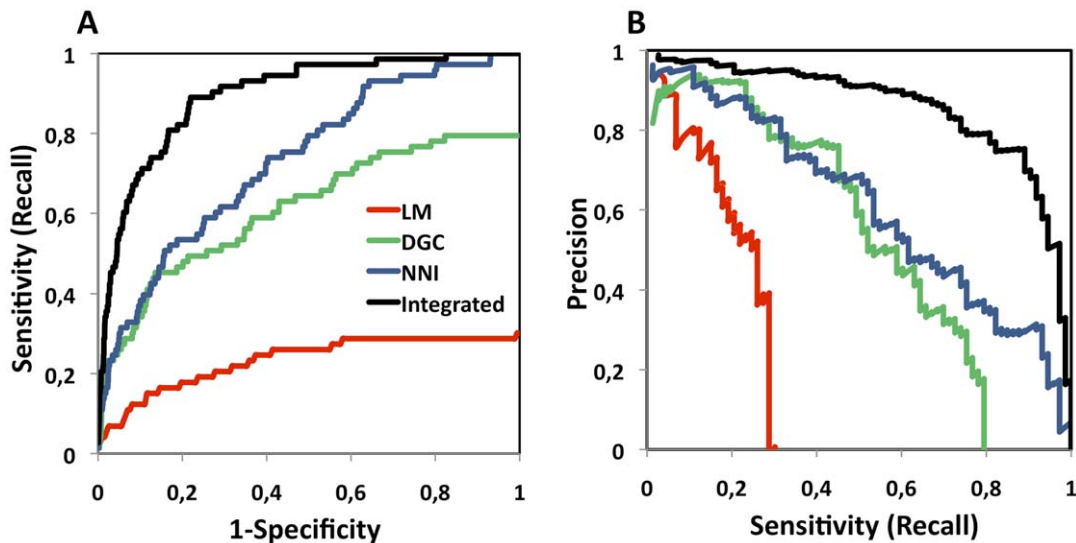 A
Sensitivity (Recall)
1
0,8
0,6
0,4
0,2
0
LM
DGC
NNI
Integrated
0 0,2 0,4 0,6 0,8 1
1-Specificity
B
Precision
1
0,8
0,6
0,4
0,2
0
0 0,2 0,4 0,6 0,8 1
Sensitivity (Recall)